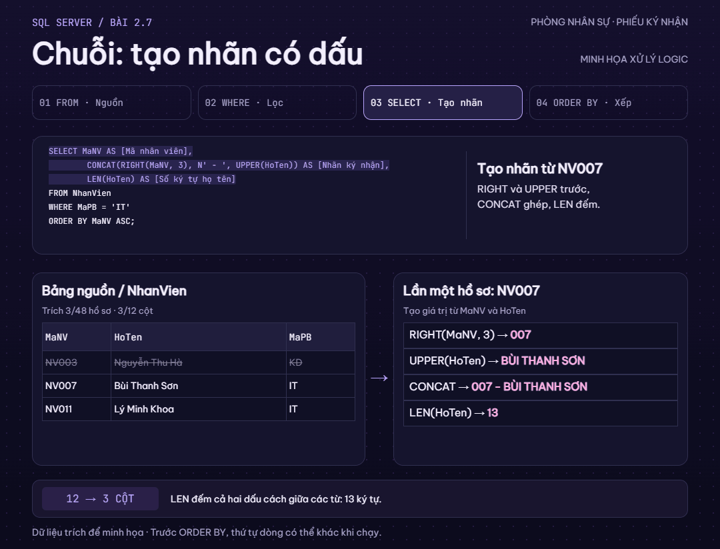 SQL SERVER / BÀI 2.7
PHÒNG NHÂN SỰ · PHIẾU KÝ NHẬN
Chuỗi: tạo nhãn có dấu
MINH HỌA XỬ LÝ LOGIC
01 FROM · Nguồn
02 WHERE · Lọc
03 SELECT · Tạo nhãn
04 ORDER BY · Xếp
SELECT MaNV AS [Mã nhân viên],
CONCAT(RIGHT(MaNV, 3), N' - ', UPPER(HoTen)) AS [Nhãn ký nhận],
LEN(HoTen) AS [Số ký tự họ tên]
FROM NhanVien
WHERE MaPB = 'IT'
ORDER BY MaNV ASC;
Tạo nhãn từ NV007
RIGHT và UPPER trước,
CONCAT ghép, LEN đếm.
Bảng nguồn / NhanVien
Trích 3/48 hồ sơ · 3/12 cột
MaNV HoTen MaPB
NV003 Nguyễn Thu Hà KD
NV007 Bùi Thanh Sơn IT
NV011 Lý Minh Khoa IT
→
Lần một hồ sơ: NV007
Tạo giá trị từ MaNV và HoTen
RIGHT(MaNV, 3) → 007
UPPER(HoTen) → BÙI THANH SƠN
CONCAT → 007 - BÙI THANH SƠN
LEN(HoTen) → 13
12 → 3 CỘT
LEN đếm cả hai dấu cách giữa các từ: 13 ký tự.
Dữ liệu trích để minh họa · Trước ORDER BY, thứ tự dòng có thể khác khi chạy.